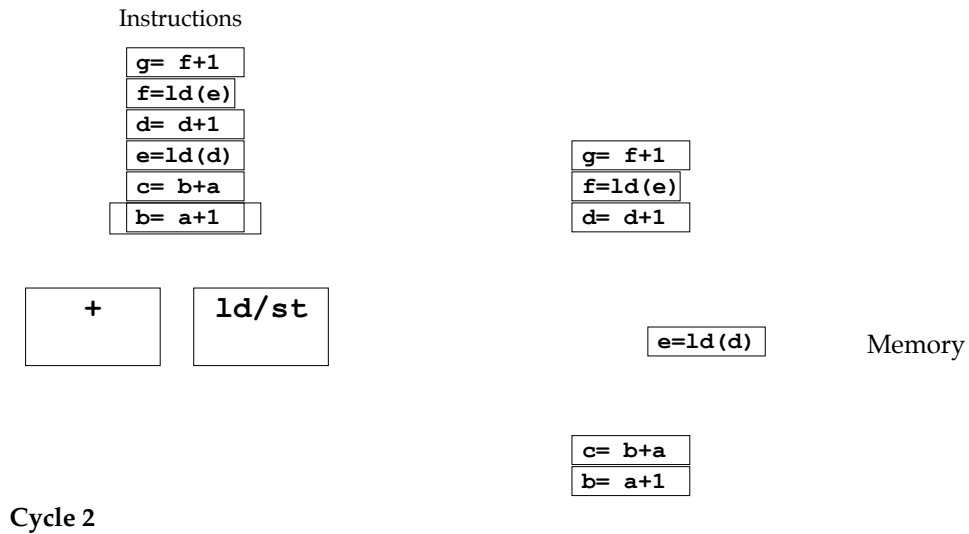 Instructions
g= f+1
f=ld(e)
d= d+1
e=ld(d)
c= b+a
b= a+1
g= f+1
f=ld(e)
d= d+1
+
ld/st
e=ld(d)
Memory
c= b+a
b= a+1
Cycle 2